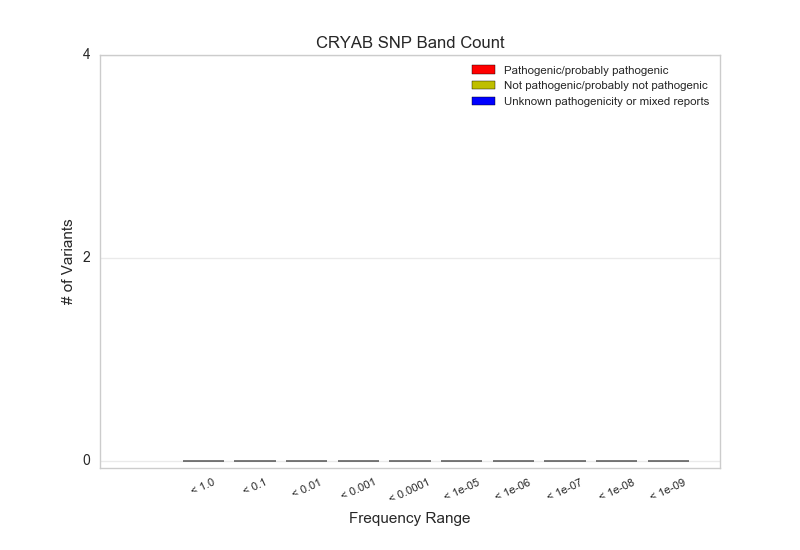 CRYAB SNP Band Count
4
Pathogenic/probably pathogenic
Not pathogenic/probably not pathogenic
Unknown pathogenicity or mixed reports
# of Variants
2
0
< 1.0
< 0.1
< 0.01
< 0.001
< 0.0001
< 1e-05
< 1e-06
< 1e-07
< 1e-08
< 1e-09
Frequency Range